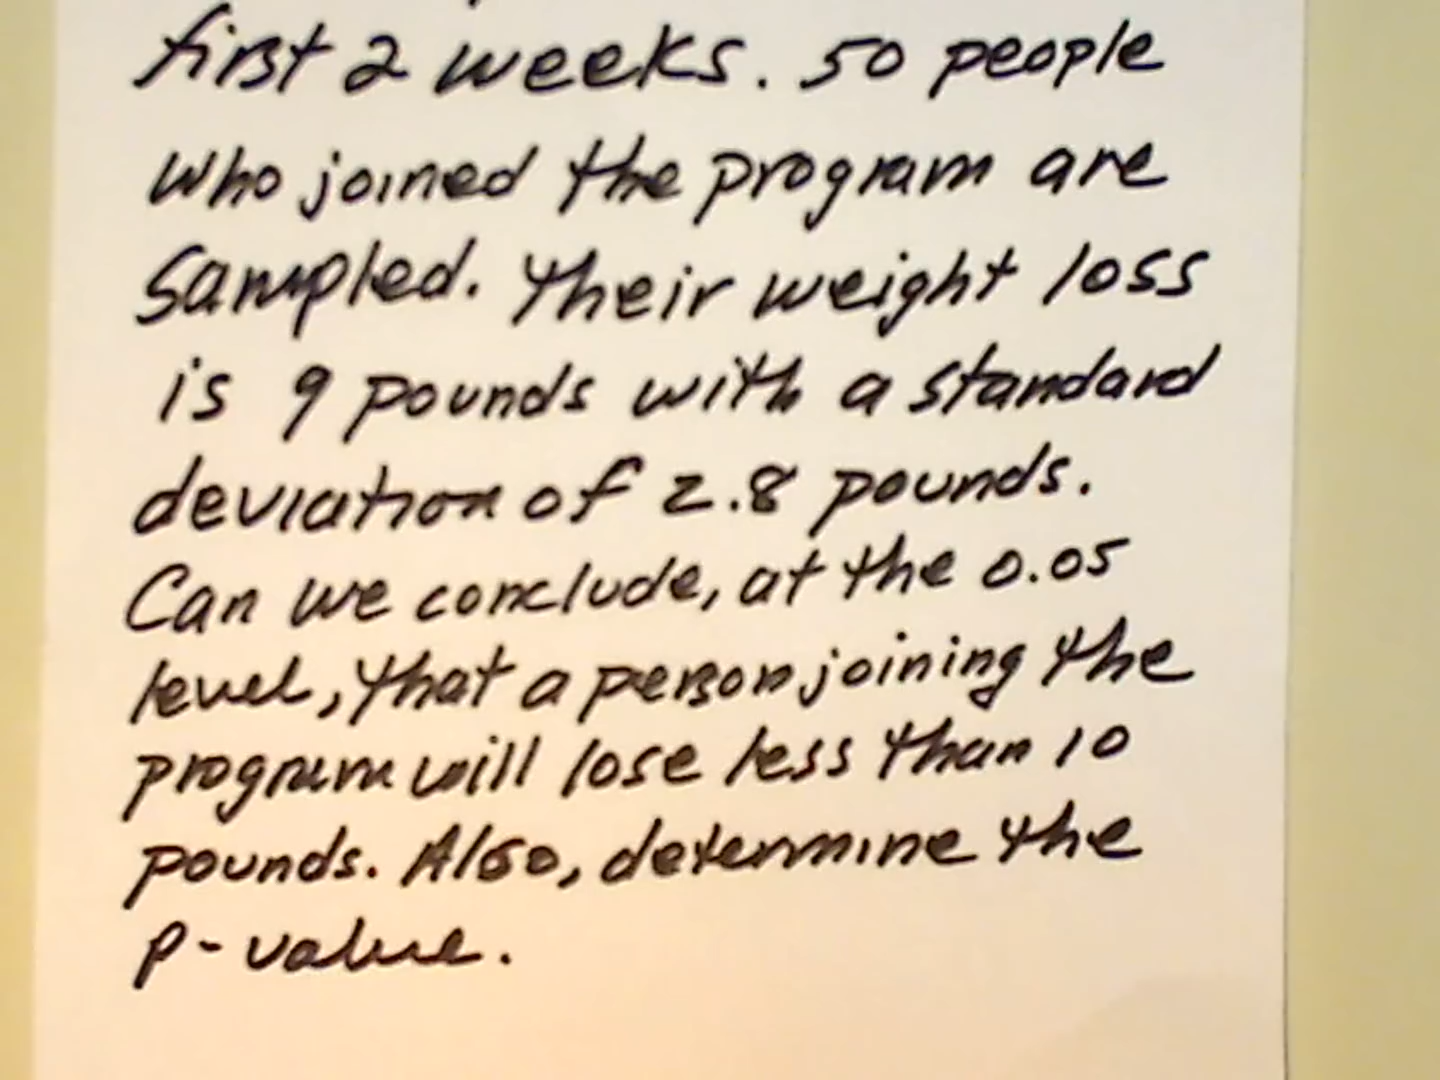 first 2 weeks. 50 people
who joined the program are
sampled. Their weight loss
is 9 pounds with a standard
deviation of 2.8 pounds.
Can we conclude, at the 0.05
level, that a person joining the
program will lose less than 10
pounds. Also, determine the
p-value.